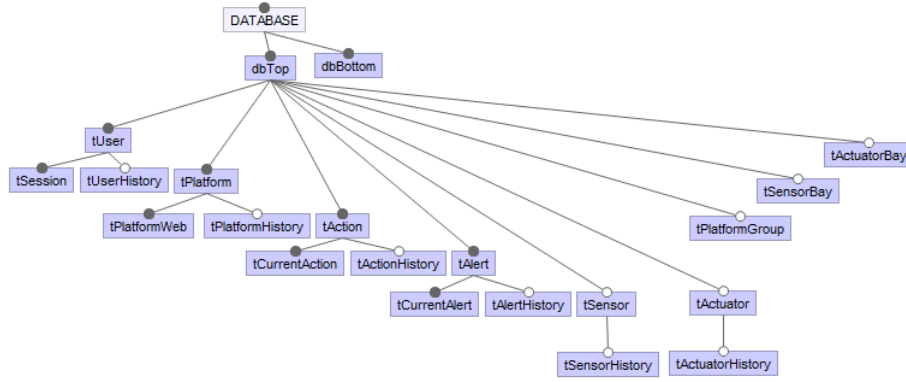 DATABASE
dbTop
dbBottom
tUser
tActuatorBay
tSession
tUserHistory
tPlatform
tSensorBay
tPlatformWeb
tPlatformHistory
tAction
tPlatformGroup
tCurrentAction
tActionHistory
tAlert
tCurrentAlert
tAlertHistory
tSensor
tActuator
tSensorHistory
tActuatorHistory